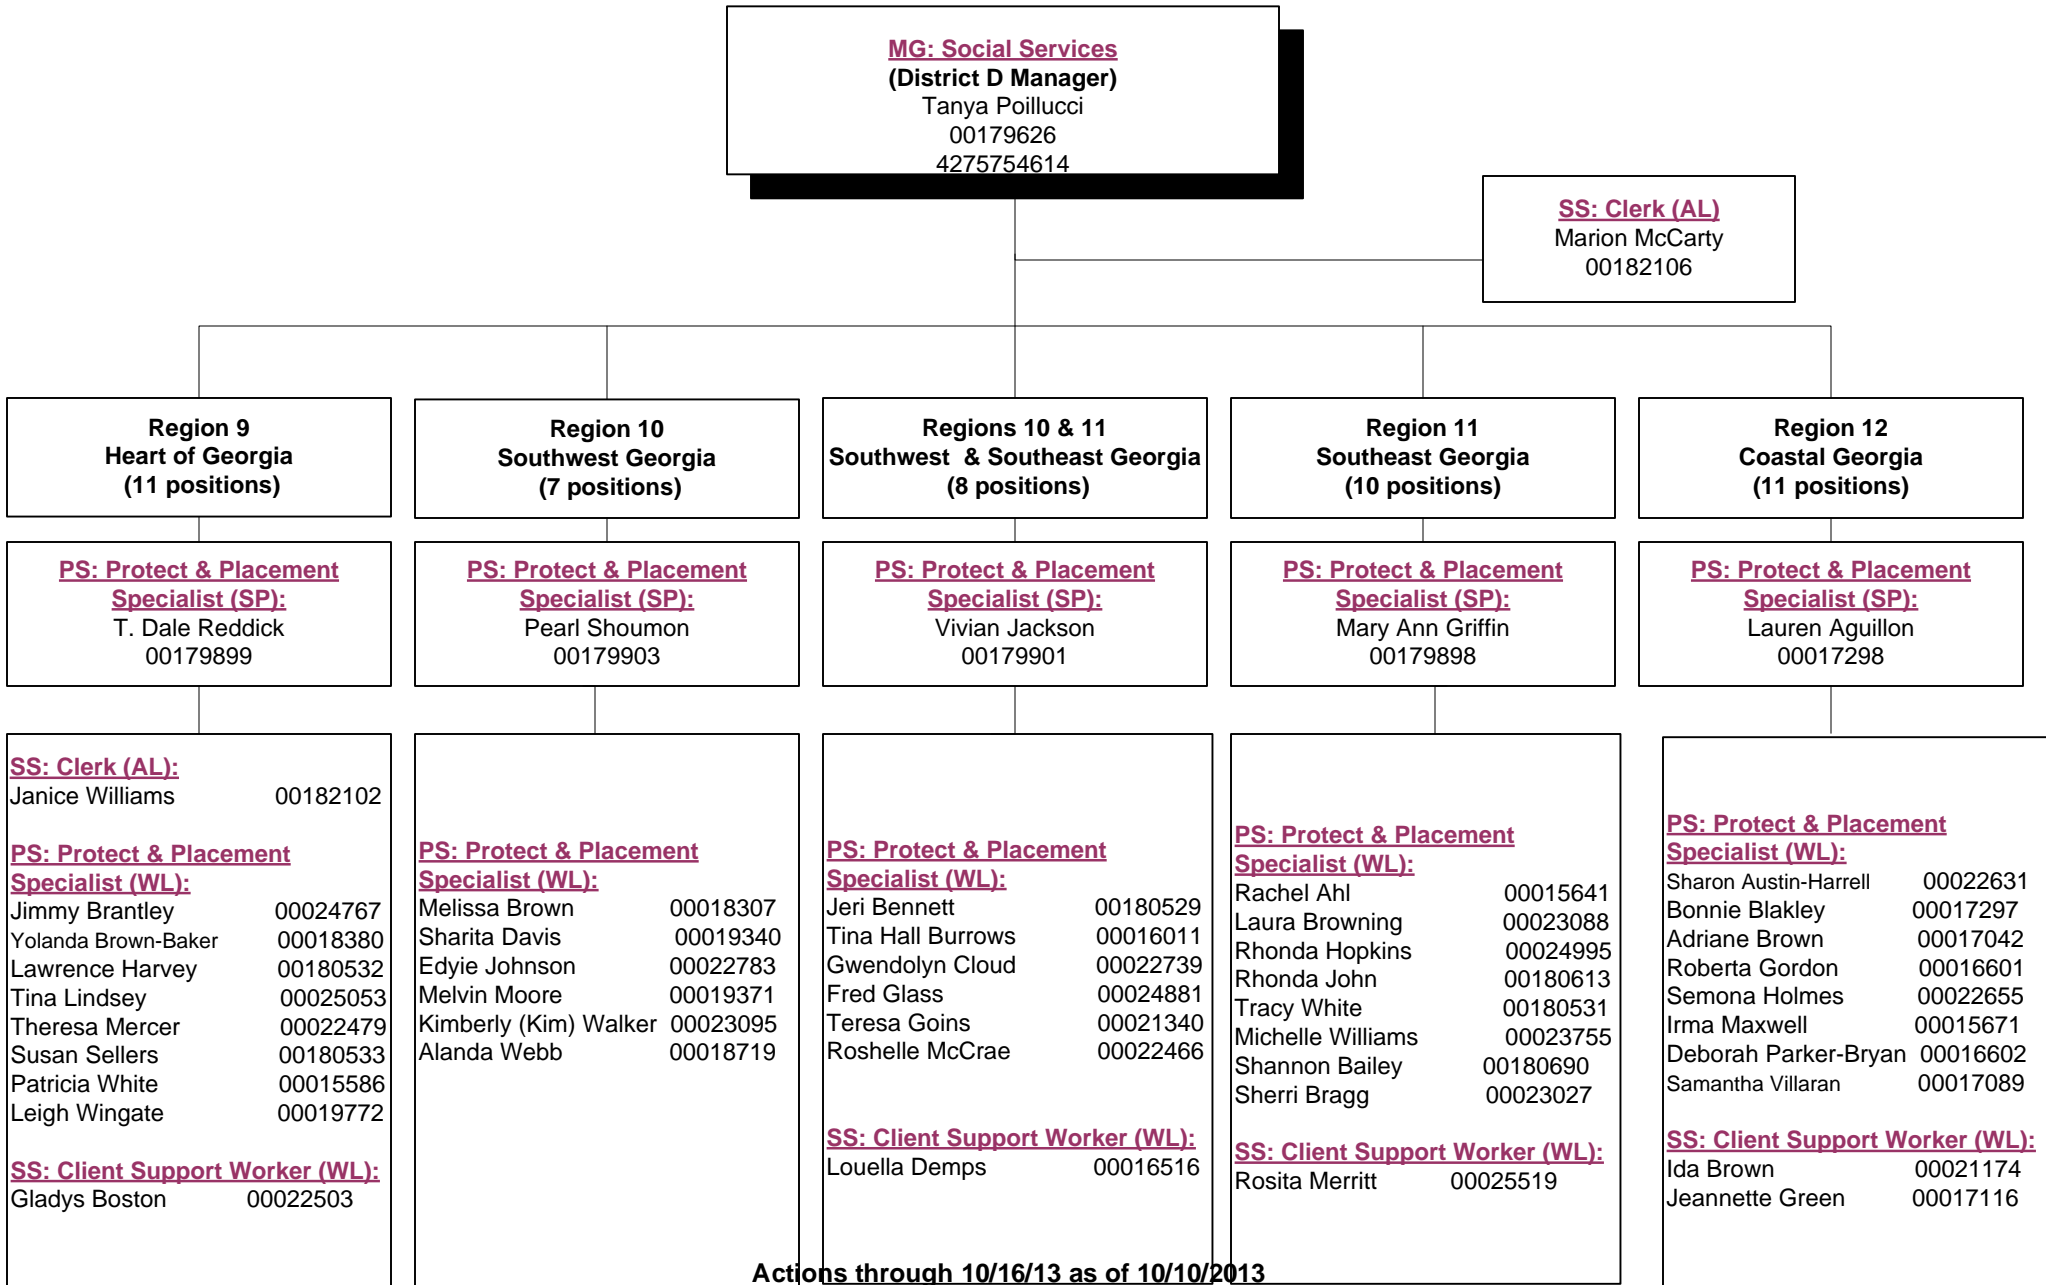 MG: Social Services
(District D Manager)
Tanya Poillucci
00179626
4275754614
SS: Clerk (AL)
Marion McCarty
00182106
Region 9
Heart of Georgia
(11 positions)
PS: Protect & Placement
Specialist (SP):
T. Dale Reddick
00179899
SS: Clerk (AL):
Janice Williams 00182102
PS: Protect & Placement
Specialist (WL):
Jimmy Brantley 00024767
Yolanda Brown-Baker 00018380
Lawrence Harvey 00180532
Tina Lindsey 00025053
Theresa Mercer 00022479
Susan Sellers 00180533
Patricia White 00015586
Leigh Wingate 00019772
SS: Client Support Worker (WL):
Gladys Boston 00022503
Region 10
Southwest Georgia
(7 positions)
PS: Protect & Placement
Specialist (SP):
Pearl Shoumon
00179903
PS: Protect & Placement
Specialist (WL):
Melissa Brown 00018307
Sharita Davis 00019340
Edyie Johnson 00022783
Melvin Moore 00019371
Kimberly (Kim) Walker 00023095
Alanda Webb 00018719
Regions 10 & 11
Southwest & Southeast Georgia
(8 positions)
PS: Protect & Placement
Specialist (SP):
Vivian Jackson
00179901
PS: Protect & Placement
Specialist (WL):
Jeri Bennett 00180529
Tina Hall Burrows 00016011
Gwendolyn Cloud 00022739
Fred Glass 00024881
Teresa Goins 00021340
Roshelle McCrae 00022466
SS: Client Support Worker (WL):
Louella Demps 00016516
Region 11
Southeast Georgia
(10 positions)
PS: Protect & Placement
Specialist (SP):
Mary Ann Griffin
00179898
PS: Protect & Placement
Specialist (WL):
Rachel Ahl 00015641
Laura Browning 00023088
Rhonda Hopkins 00024995
Rhonda John 00180613
Tracy White 00180531
Michelle Williams 00023755
Shannon Bailey 00180690
Sherri Bragg 00023027
SS: Client Support Worker (WL):
Rosita Merritt 00025519
Region 12
Coastal Georgia
(11 positions)
PS: Protect & Placement
Specialist (SP):
Lauren Aguillon
00017298
PS: Protect & Placement
Specialist (WL):
Sharon Austin-Harrell 00022631
Bonnie Blakley 00017297
Adriane Brown 00017042
Roberta Gordon 00016601
Semona Holmes 00022655
Irma Maxwell 00015671
Deborah Parker-Bryan 00016602
Samantha Villaran 00017089
SS: Client Support Worker (WL):
Ida Brown 00021174
Jeannette Green 00017116
Actions through 10/16/13 as of 10/10/2013